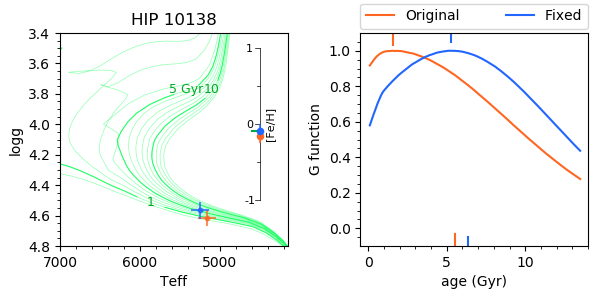 HIP 10138
3.4
3.6
3.8
4.0
4.2
4.4
4.6
4.8
logg
7000
6000
5000
Teff
5 Gyr
10
1
1
0
-1
[Fe/H]
Original
Fixed
1.0
0.8
0.6
0.4
0.2
0.0
G function
0
5
10
age (Gyr)